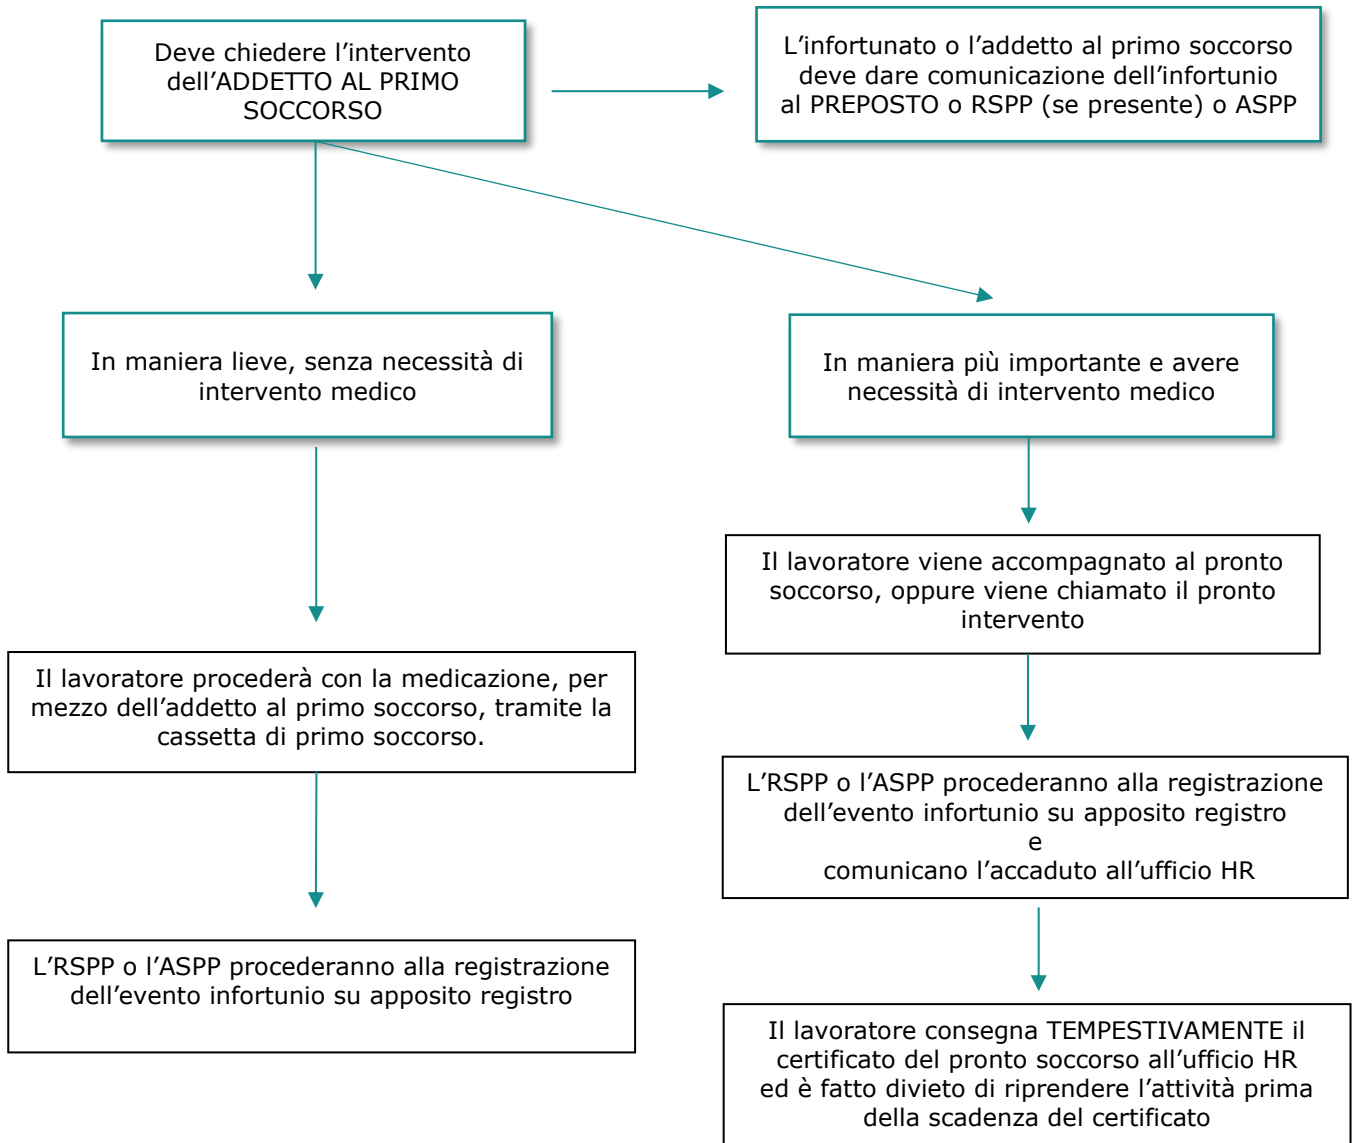 Deve chiedere l'intervento
dell'ADDETTO AL PRIMO
SOCCORSO
L'infortunato o l'addetto al primo soccorso
deve dare comunicazione dell'infortunio
al PREPOSTO o RSPP (se presente) o ASPP
In maniera lieve, senza necessità di
intervento medico
In maniera più importante e avere
necessità di intervento medico
Il lavoratore viene accompagnato al pronto
soccorso, oppure viene chiamato il pronto
intervento
Il lavoratore procederà con la medicazione, per
mezzo dell'addetto al primo soccorso, tramite la
cassetta di primo soccorso.
L'RSPP o l'ASPP procederanno alla registrazione
dell'evento infortunio su apposito registro
e
comunicano l'accaduto all'ufficio HR
L'RSPP o l'ASPP procederanno alla registrazione
dell'evento infortunio su apposito registro
Il lavoratore consegna TEMPESTIVAMENTE il
certificato del pronto soccorso all'ufficio HR
ed è fatto divieto di riprendere l'attività prima
della scadenza del certificato